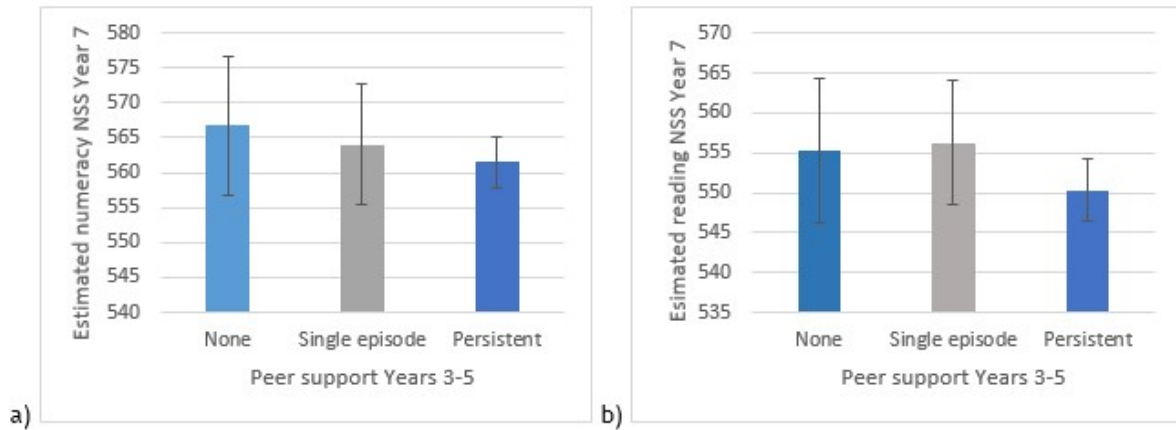 Estimated numeracy NSS Year 7
580
575
570
565
560
555
550
545
540
None Single episode Persistent
Peer support Years 3-5
a)
Esimated reading NSS Year 7
570
565
560
555
550
545
540
535
None Single episode Persistent
Peer support Years 3-5
b)